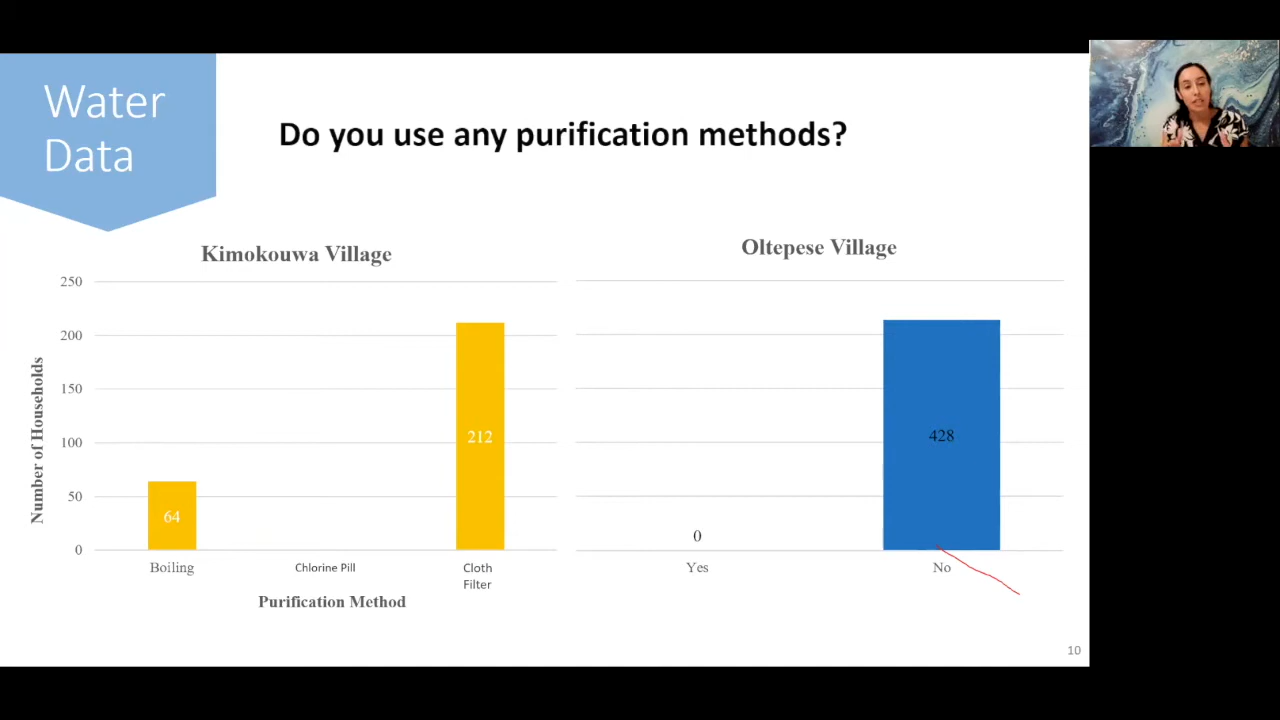 Water
Data
Do you use any purification methods?
Kimokouwa Village
250
200
150
100
50
0
Number of Households
64
212
Boiling
Chlorine Pill
Cloth
Filter
Purification Method
Oltepese Village
0
428
Yes
No
10